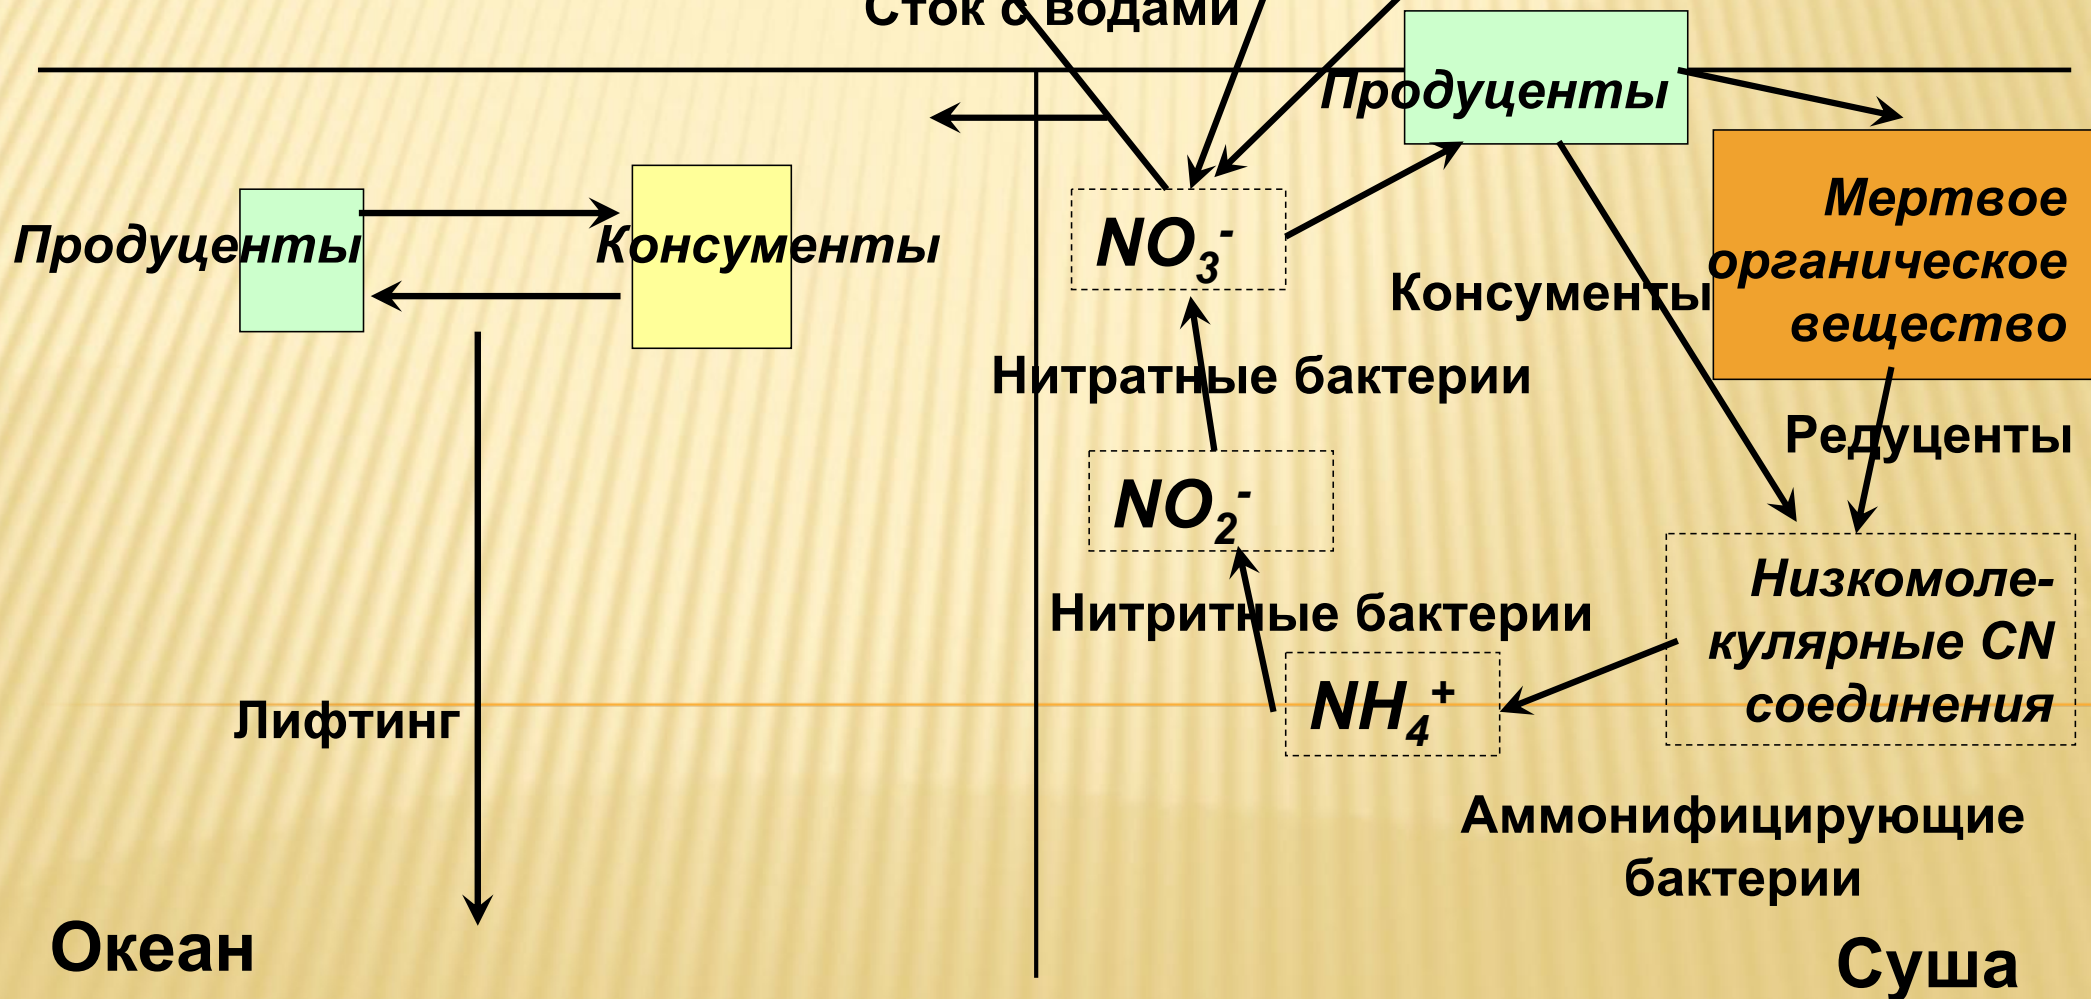 Сток с водами
Продуценты
Мертвое
органическое
вещество
Продуценты
Консументы
NO3-
Консументы
Нитратные бактерии
Редуценты
NO2-
Низкомоле-
кулярные CN
соединения
Нитритные бактерии
NH4+
Лифтинг
Аммонифицирующие
бактерии
Океан
Суша